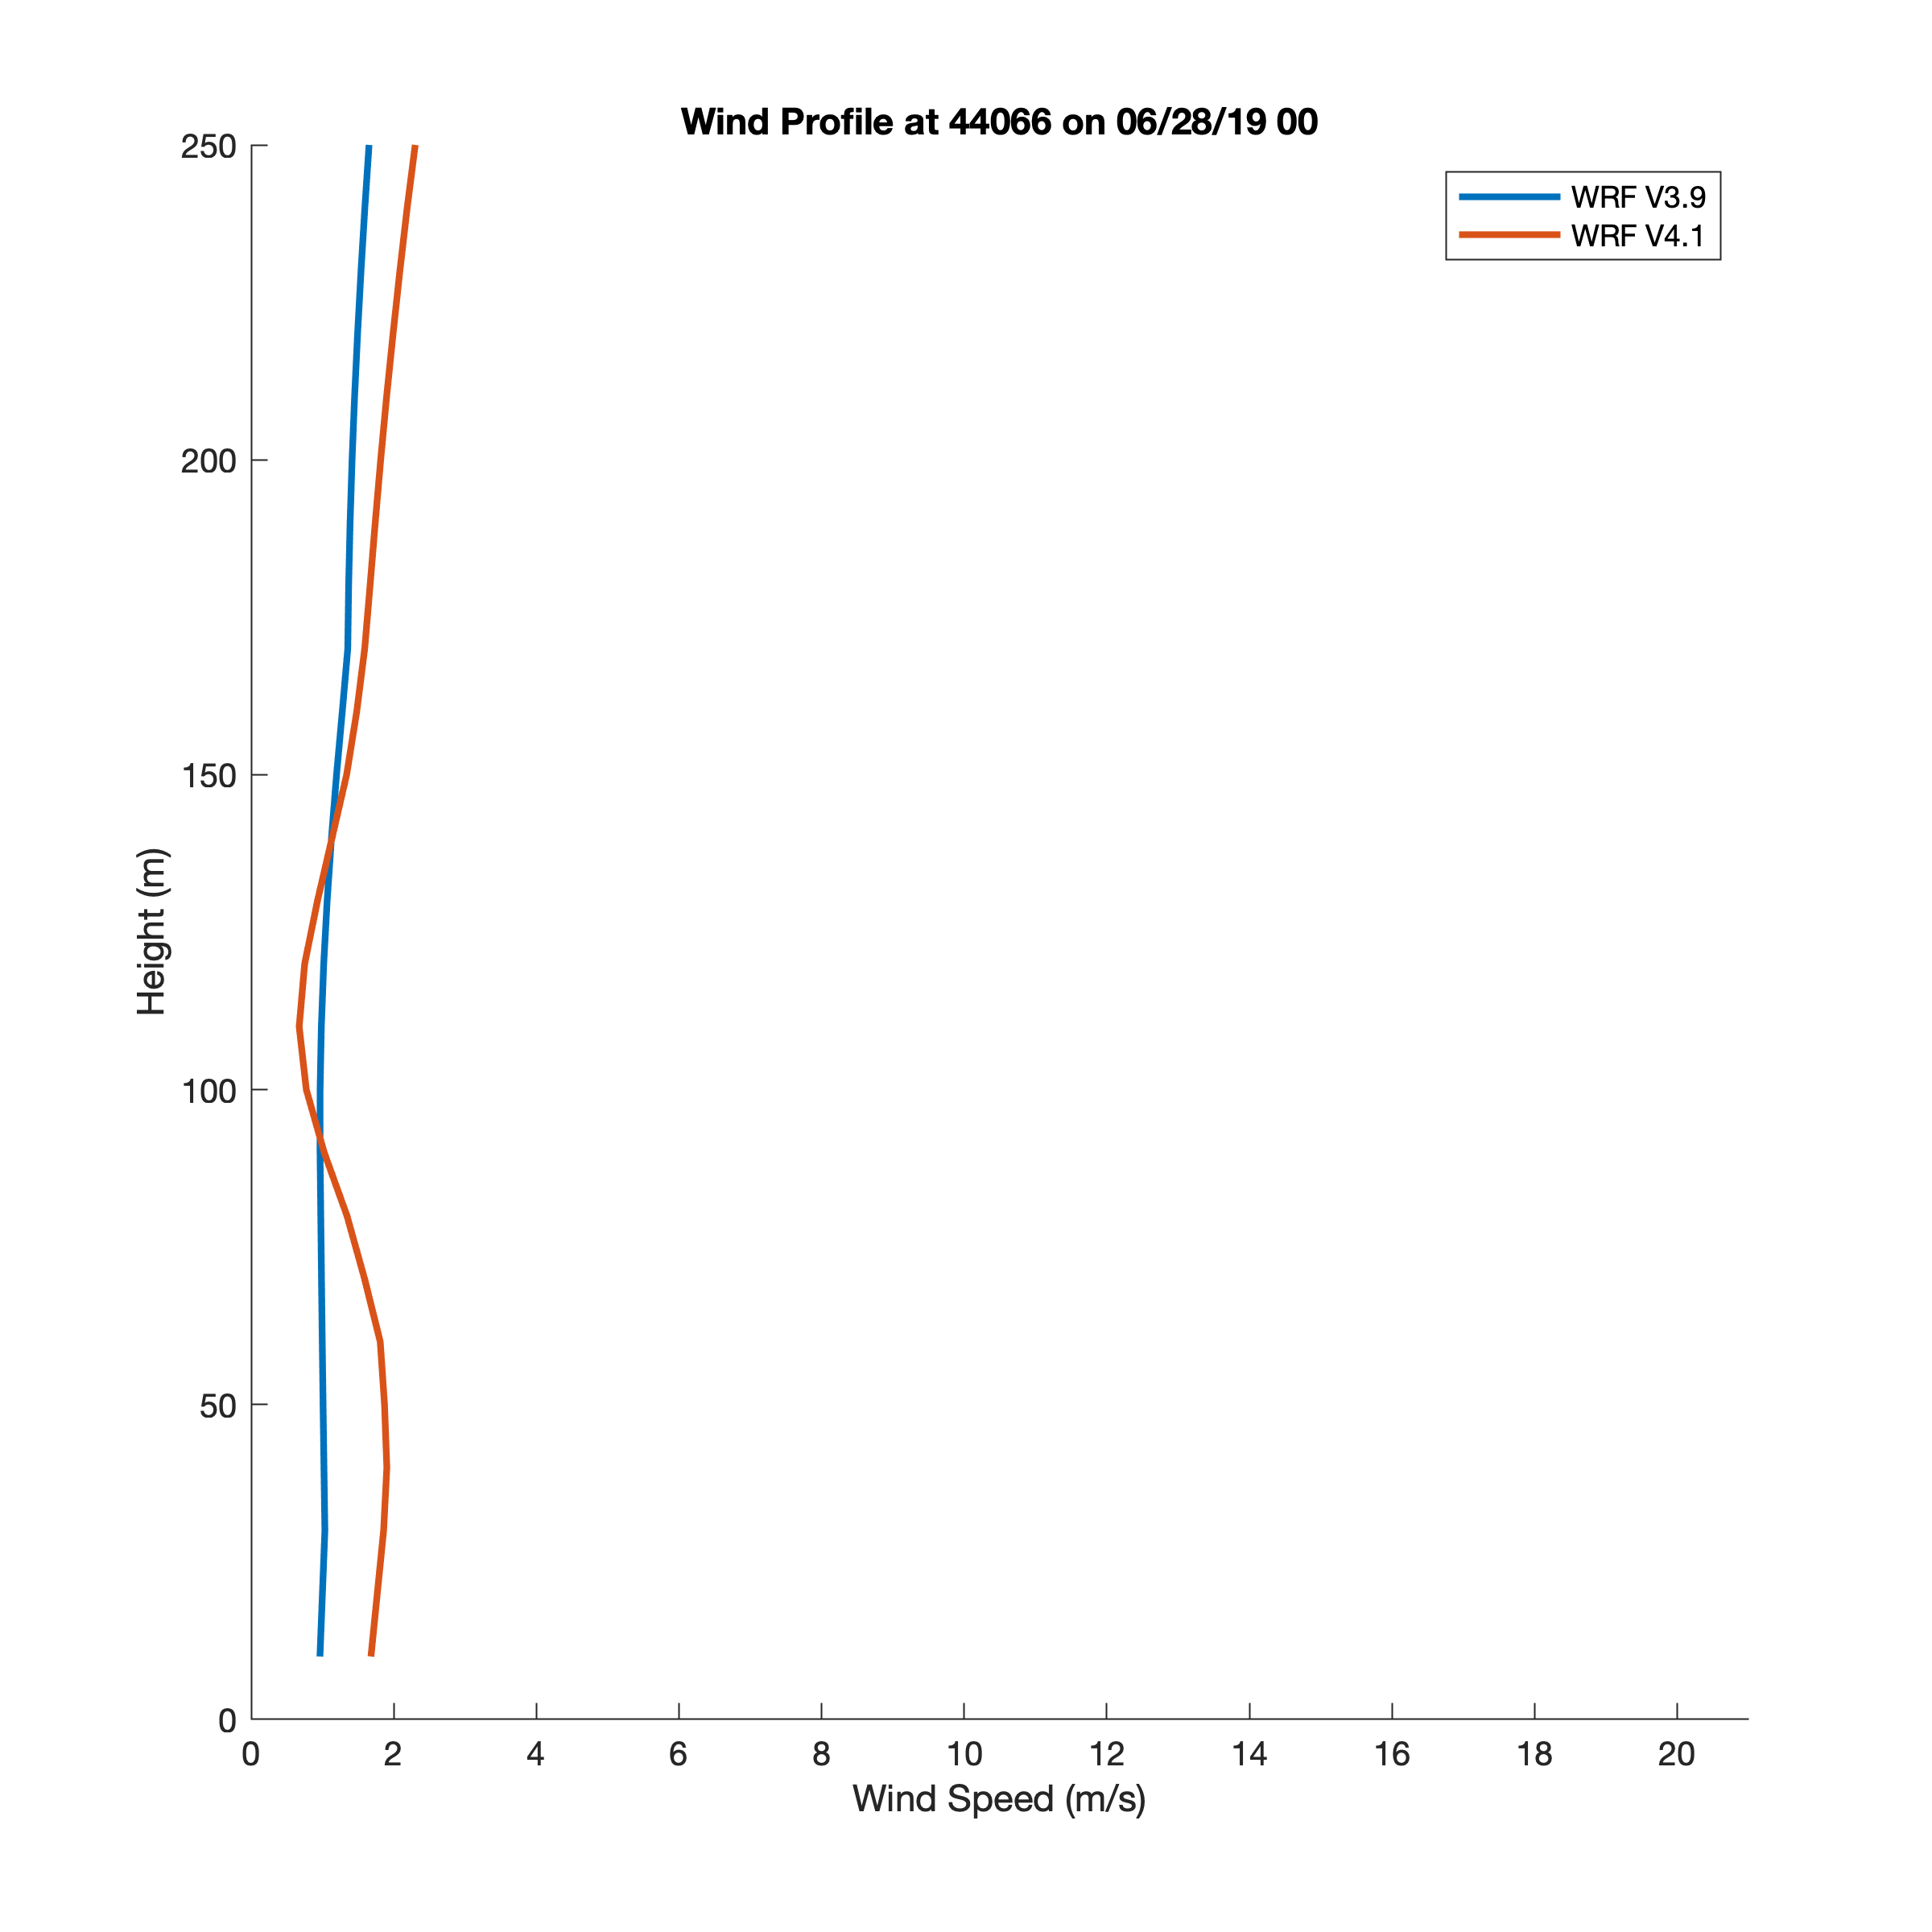 Wind Profile at 44066 on 06/28/19 00
WRF V3.9
WRF V4.1
250
200
150
100
50
0
Height (m)
0 2 4 6 8 10 12 14 16 18 20
Wind Speed (m/s)